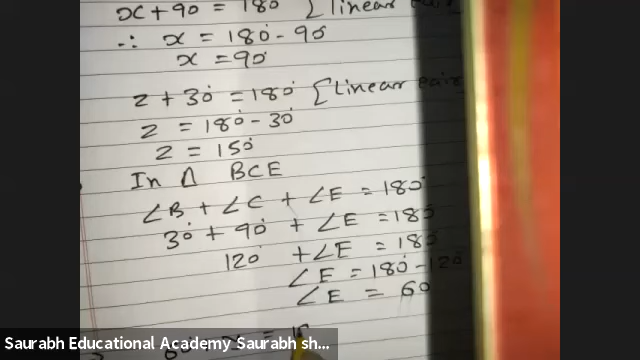 x + 90 = 180 [linear pair
∴ x = 180° - 90°
x = 90°
z + 30° = 180° [linear pair
z = 180° - 30°
z = 150°
In Δ BCE
∠B + ∠C + ∠E = 180°
30° + 90° + ∠E = 180°
120° + ∠E = 180°
∠E = 180° - 120°
∠E = 60
Saurabh Educational Academy Saurabh sh...